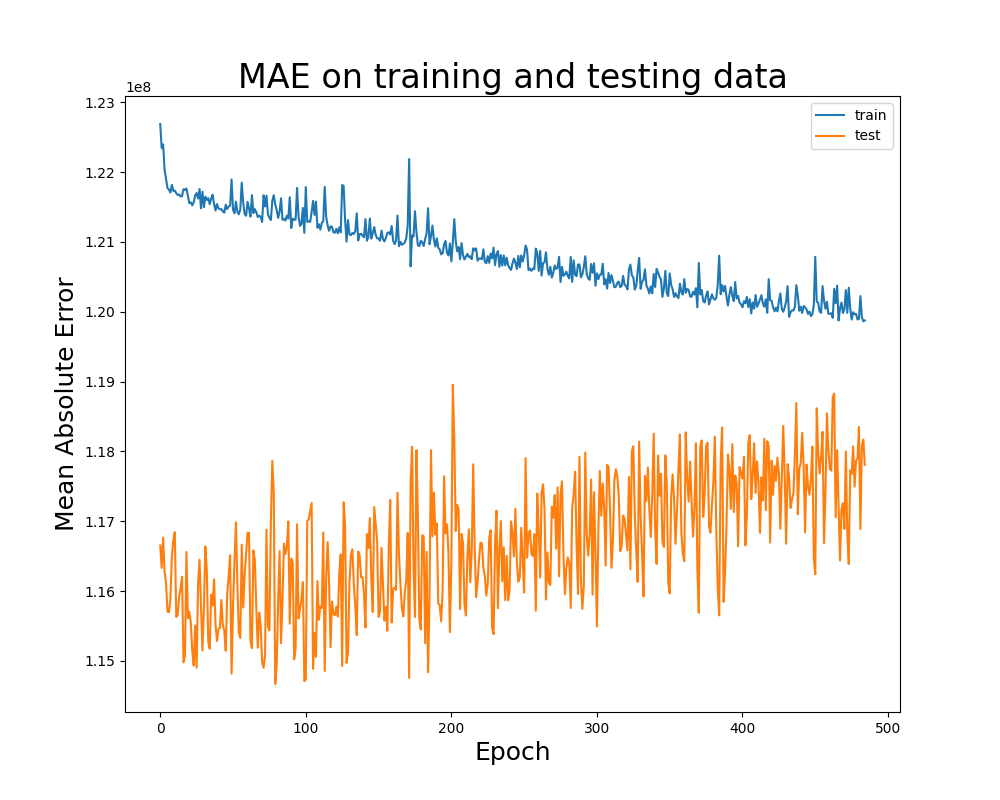 MAE on training and testing data
1e8
1.23
1.22
1.21
1.20
1.19
1.18
1.17
1.16
1.15
Mean Absolute Error
train
test
0
100
200
300
400
500
Epoch